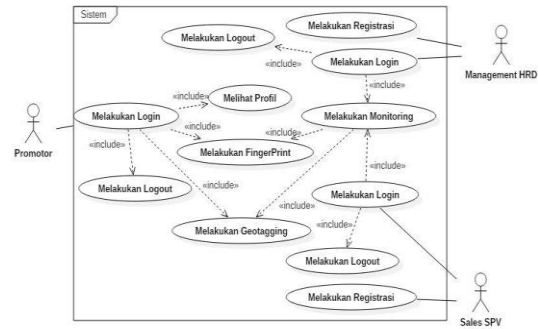 Sistem
Melakukan Registrasi
Melakukan Logout
«include»
Melakukan Login
Management HRD
«include»
Melihat Profil
«include»
Melakukan Login
Melakukan Monitoring
«include»
«include»
Promotor
«include»
Melakukan FingerPrint
«include»
Melakukan Logout
«include»
«include»
Melakukan Login
«include»
Melakukan Geotagging
Melakukan Logout
Melakukan Registrasi
Sales SPV